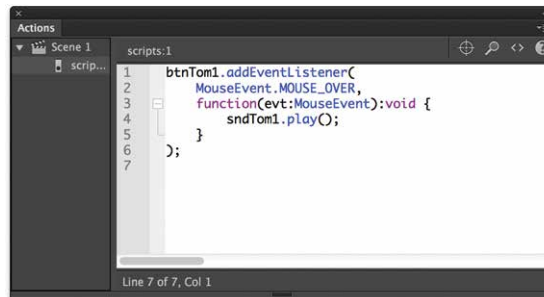 Actions
Scene 1
scrip...
scripts:1
1 btnTom1.addEventListener(
2 MouseEvent.MOUSE_OVER,
3 function(evt:MouseEvent):void {
4 sndTom1.play();
5 }
6 );
7
Line 7 of 7, Col 1